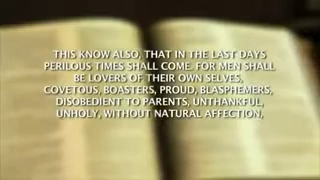 THIS KNOW ALSO, THAT IN THE LAST DAYS
PERILOUS TIMES SHALL COME. FOR MEN SHALL
BE LOVERS OF THEIR OWN SELVES,
COVETOUS, BOASTERS, PROUD, BLASPHEMERS,
DISOBEDIENT TO PARENTS, UNTHANKFUL,
UNHOLY, WITHOUT NATURAL AFFECTION,